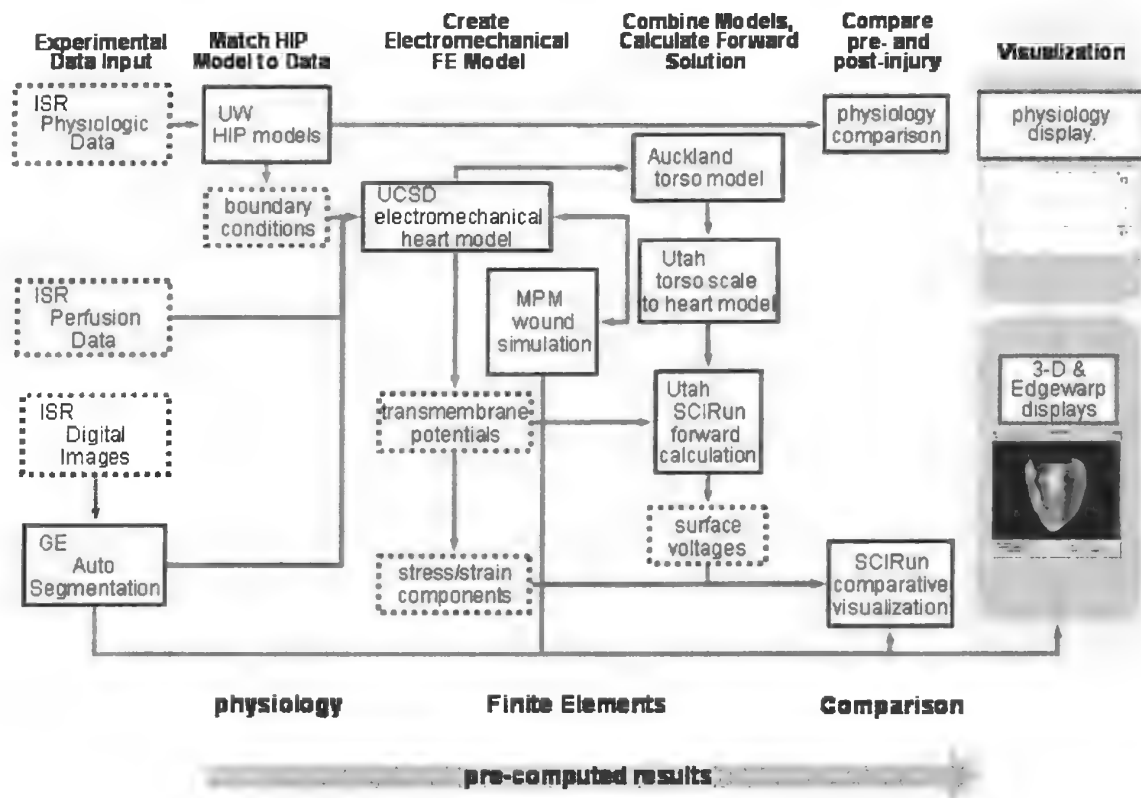 Experimental
Data Input
Match HIP
Model to Data
Create
Electromechanical
FE Model
Combine Models,
Calculate Forward
Solution
Compare
pre- and
post-injury
Visualization
ISR
Physiologic
Data
UW
HIP models
physiology
comparison
physiology
display.
Auckland
torso model
boundary
conditions
UCSD
electromechanical
heart model
Utah
torso scale
to heart model
ISR
Perfusion
Data
MPM
wound
simulation
3-D &
Edgewarp
displays
ISR
Digital
Images
transmembrane
potentials
Utah
SCIRun
forward
calculation
GE
Auto
Segmentation
surface
voltages
stress/strain
components
SCIRun
comparative
visualization
physiology
Finite Elements
Comparison
pre-computed results